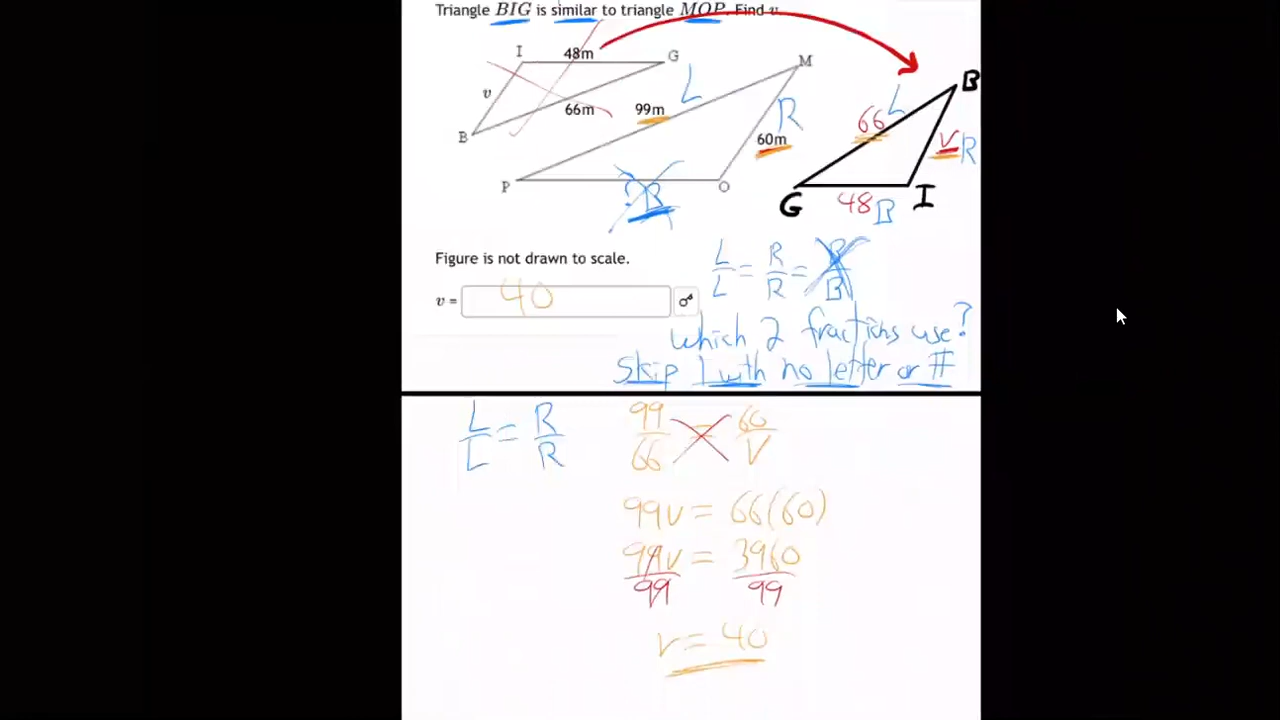 Triangle BIG is similar to triangle MOP. Find v.
I 48m G
v
66m
B
99m L
M
R
60m
P
?B
O
B
66 L
v R
G 48 B I
Figure is not drawn to scale.
v = 40
L/L = R/R = B/B
which 2 fractions use?
Skip 1 with no letter or #
L/L = R/R
99/66 = 60/V
99v = 66(60)
99v/99 = 3960/99
v = 40